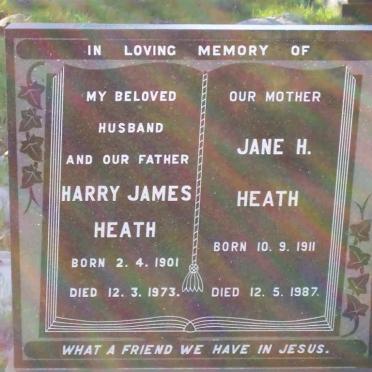 IN LOVING MEMORY OF
MY BELOVED
HUSBAND
AND OUR FATHER
HARRY JAMES
HEATH
BORN 2. 4. 1901
DIED 12. 3. 1973.
OUR MOTHER
JANE H.
HEATH
BORN 10. 9. 1911
DIED 12. 5. 1987.
WHAT A FRIEND WE HAVE IN JESUS.